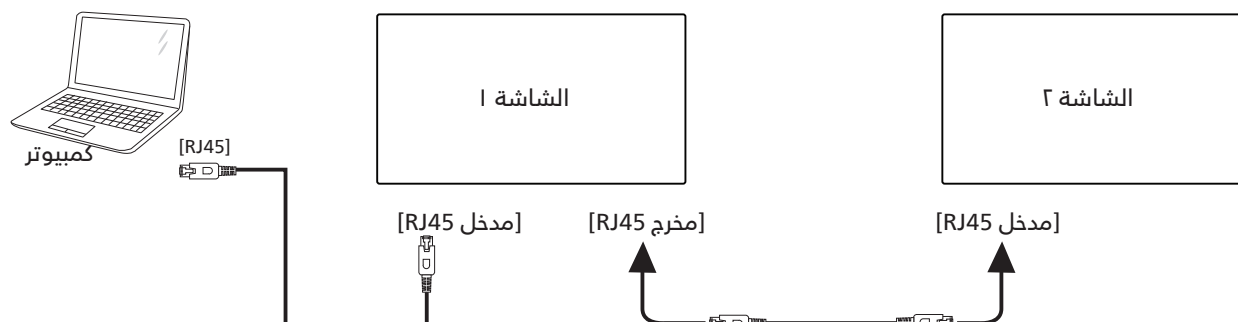 الشاشة ١
الشاشة ٢
[RJ45]
كمبيوتر
[مدخل RJ45]
[مخرج RJ45]
[مدخل RJ45]